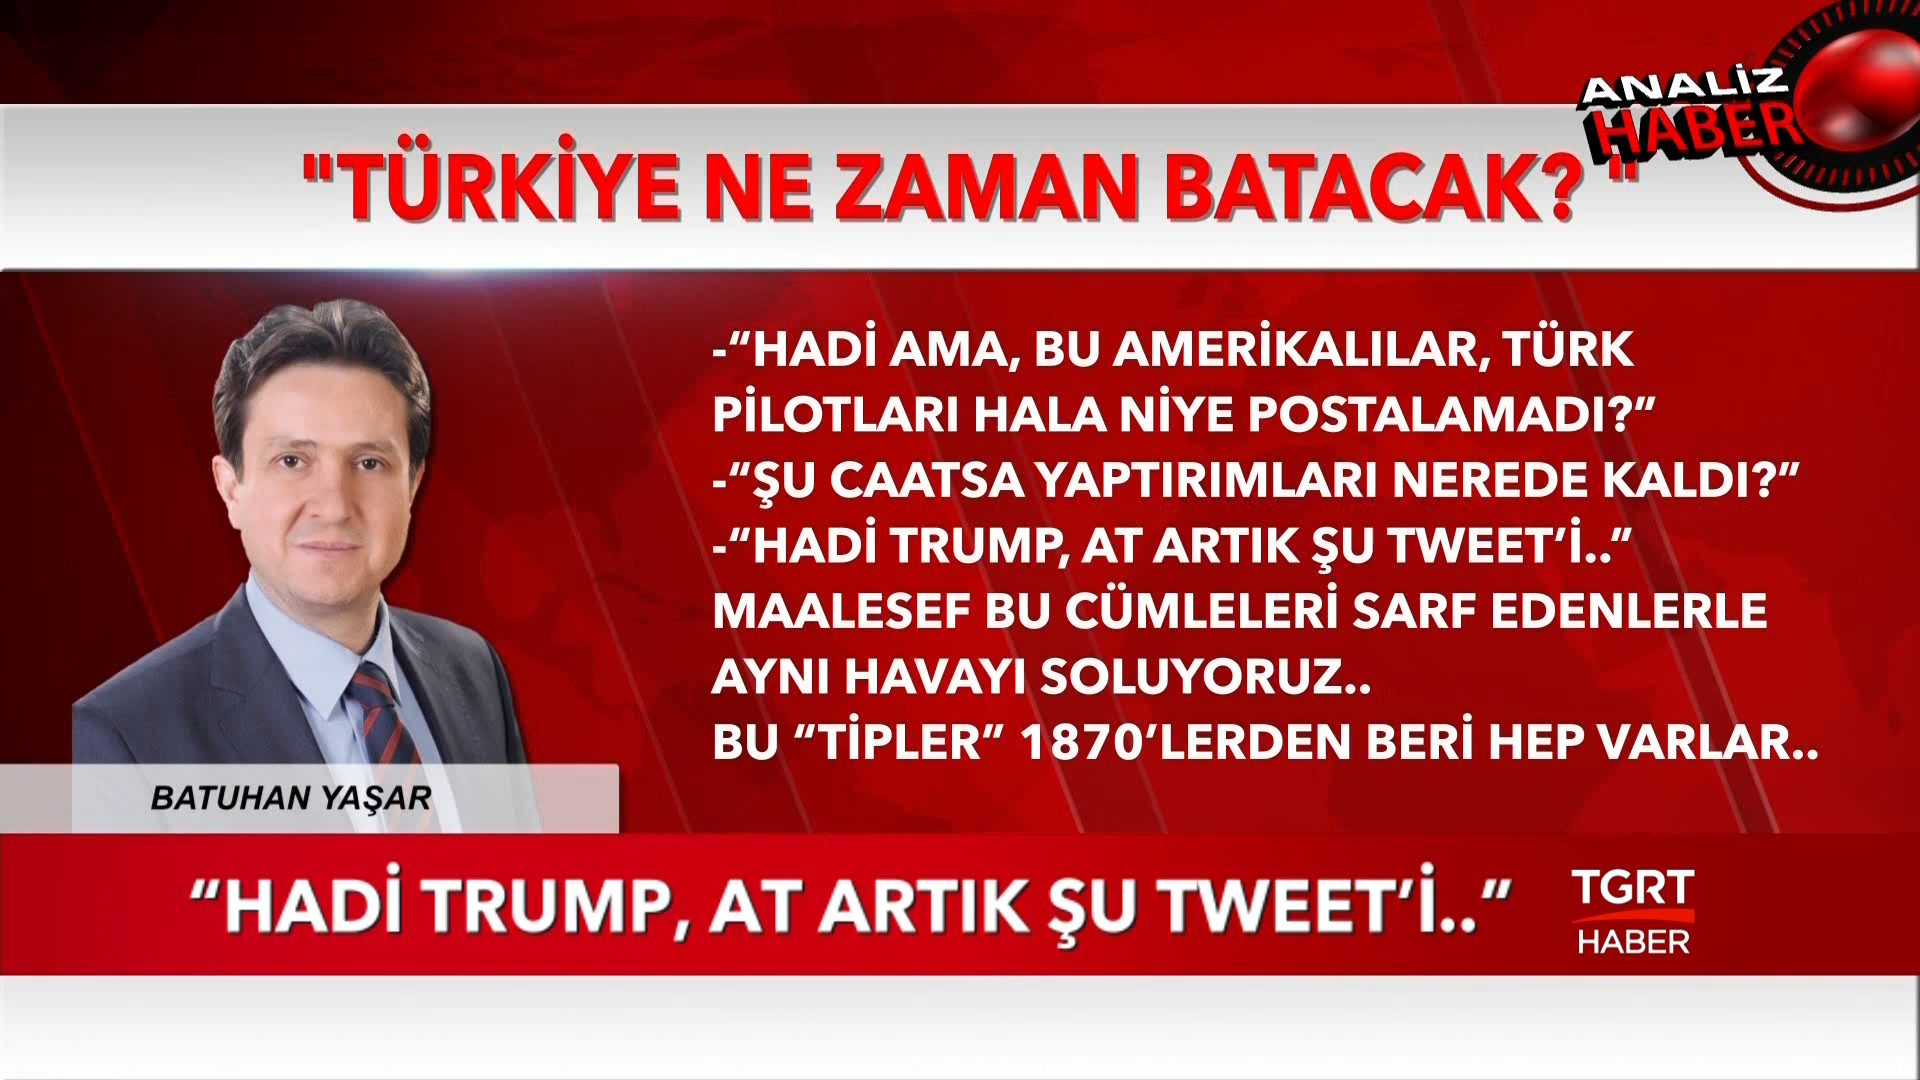 ANALİZ
HABER
"TÜRKİYE NE ZAMAN BATACAK? "
-“HADİ AMA, BU AMERİKALILAR, TÜRK
PİLOTLARI HALA NİYE POSTALAMADI?”
-“ŞU CAATSA YAPTIRIMLARI NEREDE KALDI?”
-“HADİ TRUMP, AT ARTIK ŞU TWEET’İ..”
MAALESEF BU CÜMLELERİ SARF EDENLERLE
AYNI HAVAYI SOLUYORUZ..
BU “TİPLER” 1870’LERDEN BERİ HEP VARLAR..
BATUHAN YAŞAR
“HADİ TRUMP, AT ARTIK ŞU TWEET’İ..”
TGRT
HABER